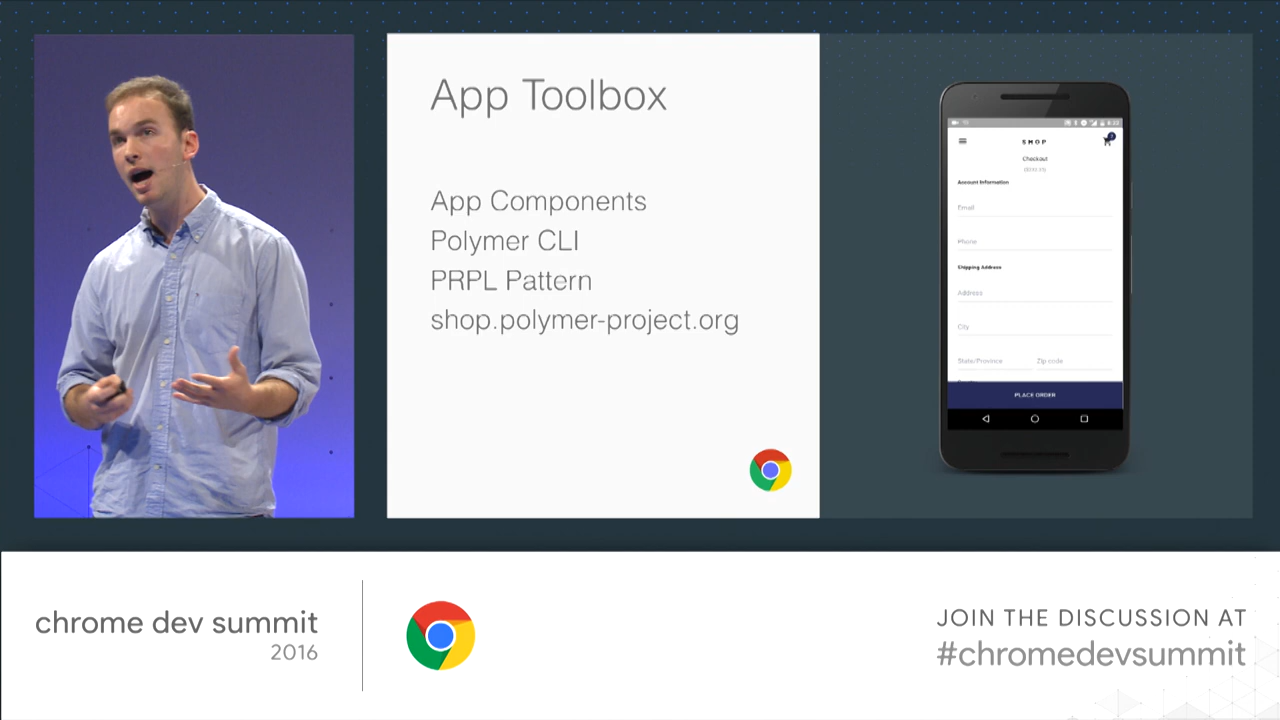 App Toolbox
App Components
Polymer CLI
PRPL Pattern
shop.polymer-project.org
SHOP
Checkout
Account Information
Email
Phone
Shipping Address
Address
City
State/Province Zip code
PLACE ORDER
chrome dev summit
2016
JOIN THE DISCUSSION AT
#chromedevsummit